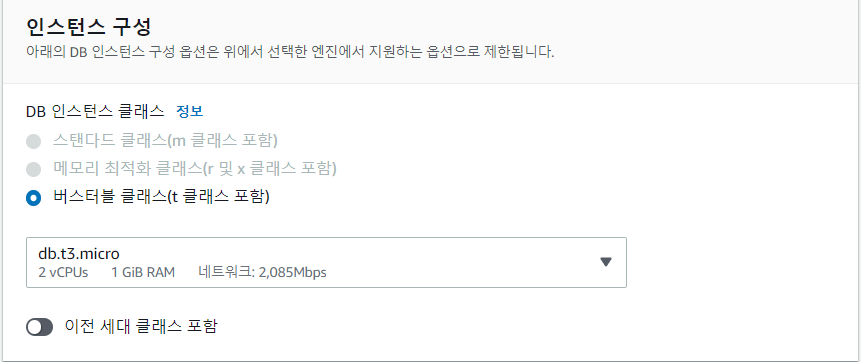 인스턴스 구성
아래의 DB 인스턴스 구성 옵션은 위에서 선택한 엔진에서 지원하는 옵션으로 제한됩니다.
DB 인스턴스 클래스 정보
스탠다드 클래스(m 클래스 포함)
메모리 최적화 클래스(r 및 x 클래스 포함)
버스터블 클래스(t 클래스 포함)
db.t3.micro
2 vCPUs 1 GiB RAM 네트워크: 2,085Mbps
이전 세대 클래스 포함